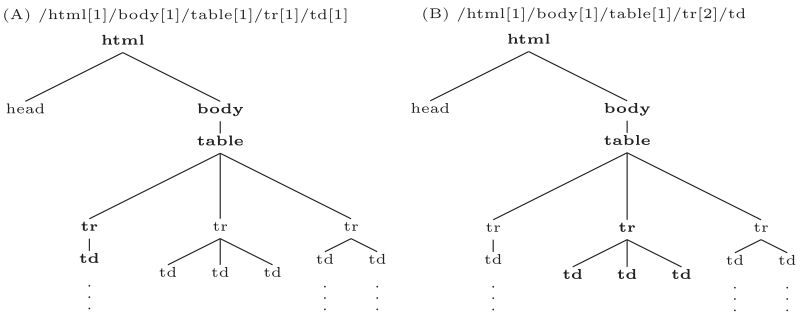 (A) /html[1]/body[1]/table[1]/tr[1]/td[1]
html
head
body
table
tr
tr
tr
td
td
td
td
td
td
(B) /html[1]/body[1]/table[1]/tr[2]/td
html
head
body
table
tr
tr
tr
td
td
td
td
td
td